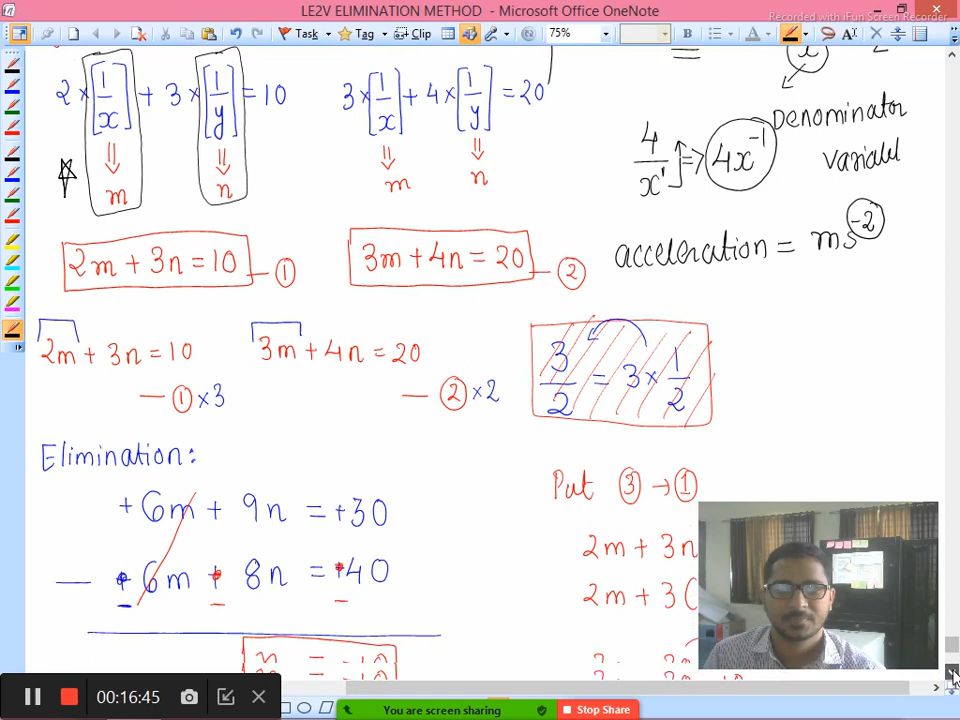 LE2V ELIMINATION METHOD - Microsoft Office OneNote
Recorded with iFun Screen Recorder
Task Tag Clip 75% B
2 × [1/x] + 3 × [1/y] = 10
3 × [1/x] + 4 × [1/y] = 20
⇓ m ⇓ n
⇓ m ⇓ n
Denominator
4/x¹ => 4x⁻¹
variabel
acceleration = ms⁻²
2m + 3n = 10 — ①
3m + 4n = 20 — ②
2m + 3n = 10 — ① ×3
3m + 4n = 20 — ② ×2
3/2 = 3 × 1/2
Elimination:
+6m + 9n = +30
— +6m + 8n = +40
Put ③ → ①
2m + 3n
2m + 3(
00:16:45
You are screen sharing
Stop Share